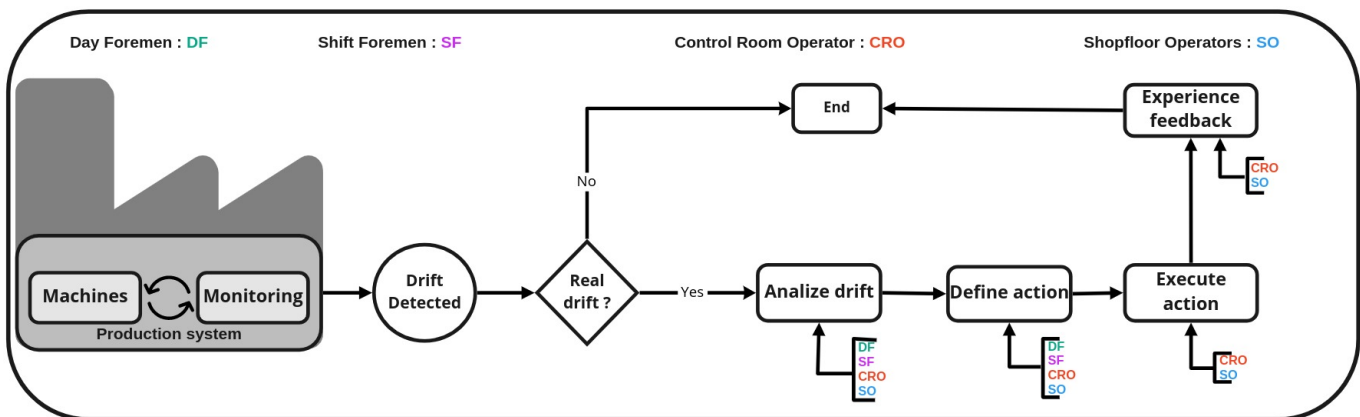 Day Foremen : DF
Shift Foremen : SF
Control Room Operator : CRO
Shopfloor Operators : SO
End
Experience
feedback
CRO
SO
No
Machines
Monitoring
Production system
Drift
Detected
Real
drift ?
Yes
Analize drift
Define action
Execute
action
DF
SF
CRO
SO
DF
SF
CRO
SO
CRO
SO